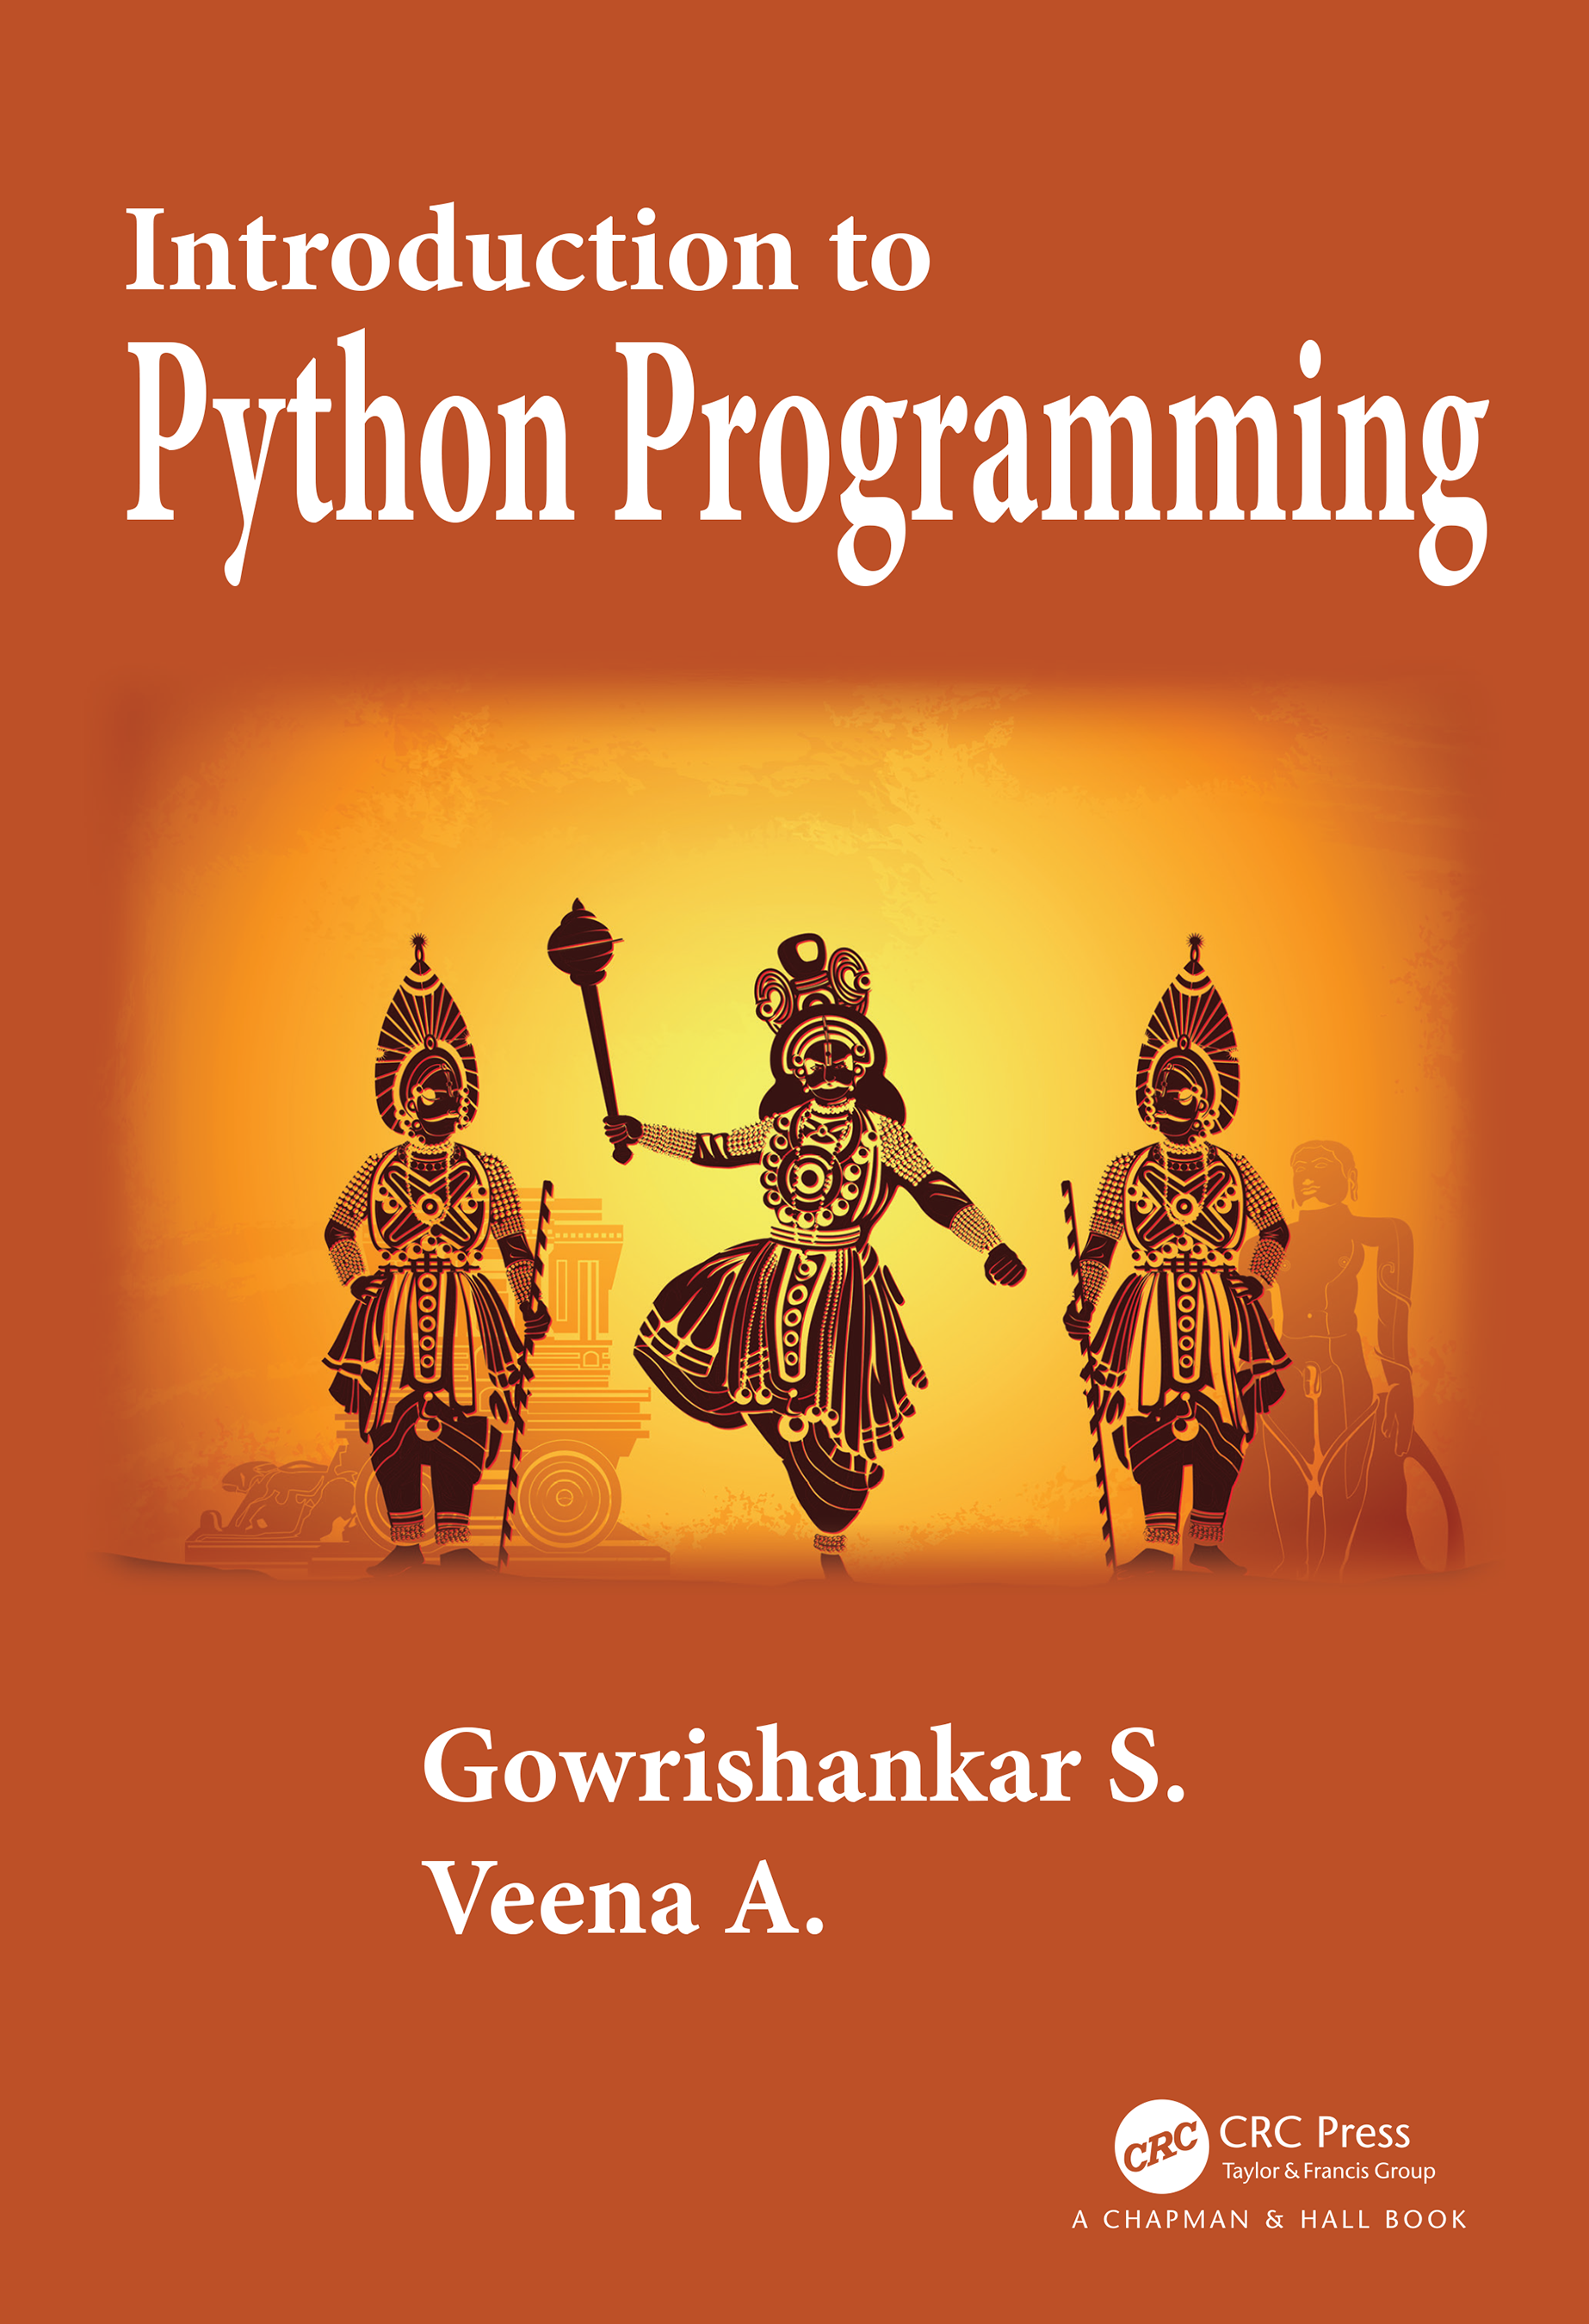 Introduction to
Python Programming
Gowrishankar S.
Veena A.
CRC
CRC Press
Taylor & Francis Group
A CHAPMAN & HALL BOOK